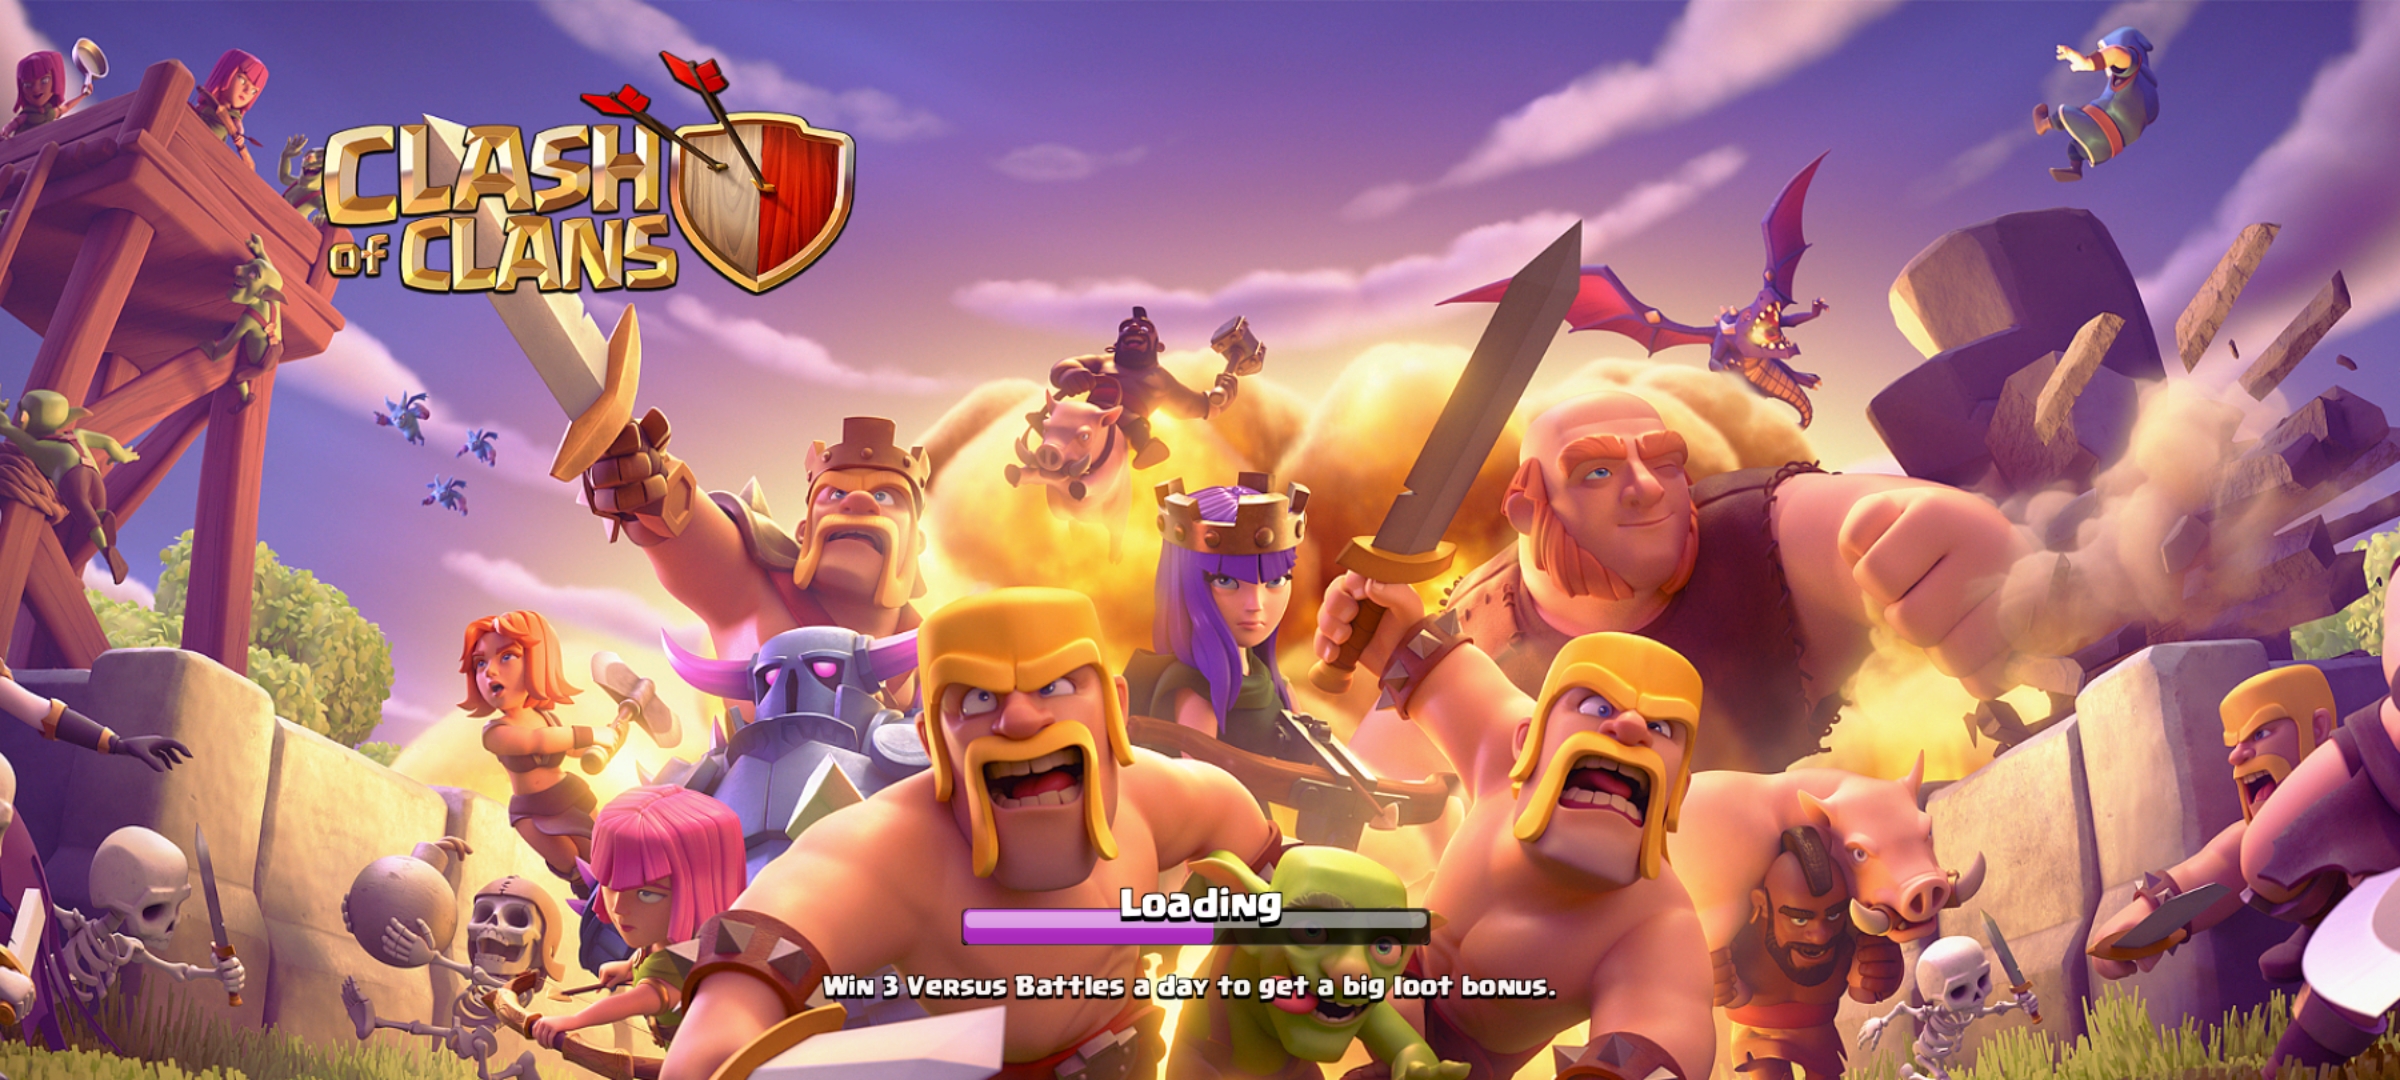 CLASH
OF CLANS
Loading
Win 3 Versus Battles a day to get a big loot bonus.